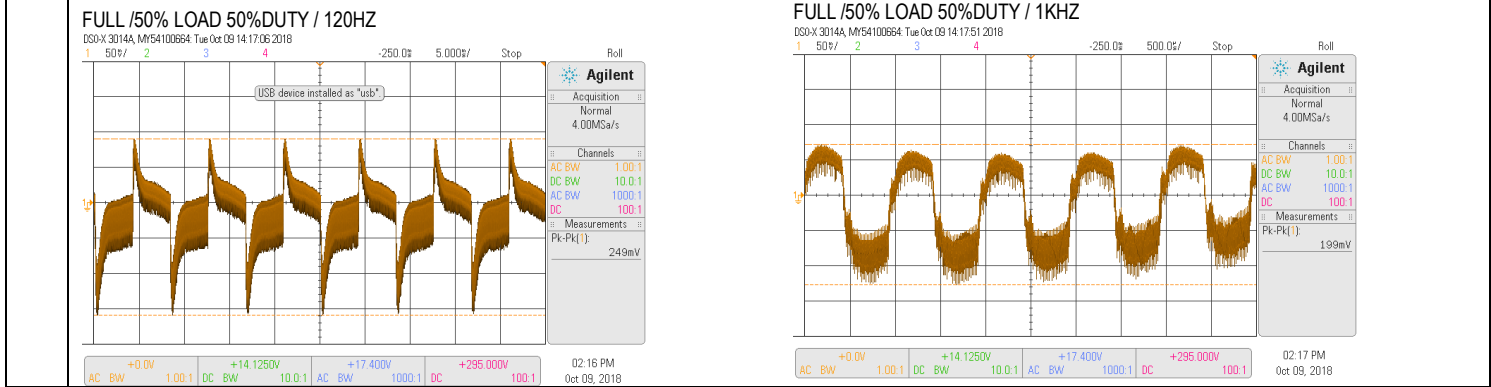 FULL /50% LOAD 50%DUTY / 120HZ
DS0-X 3014A, MY54100664: Tue Oct 09 14:17:06 2018
1 50%/ 2 3 4 -250.0% 5.000%/ Stop Roll
USB device installed as "usb".
Agilent
Acquisition
Normal
4.00MSa/s
Channels
AC BW 1.00:1
DC BW 10.0:1
AC BW 1000:1
DC 100:1
Measurements
Pk-Pk(1):
249mV
+0.0V +14.1250V +17.400V +295.000V
AC BW 1.00:1 DC BW 10.0:1 AC BW 1000:1 DC 100:1
02:16 PM
Oct 09, 2018
FULL /50% LOAD 50%DUTY / 1KHZ
DS0-X 3014A, MY54100664: Tue Oct 09 14:17:51 2018
1 50%/ 2 3 4 -250.0% 500.0%/ Stop Roll
Agilent
Acquisition
Normal
4.00MSa/s
Channels
AC BW 1.00:1
DC BW 10.0:1
AC BW 1000:1
DC 100:1
Measurements
Pk-Pk(1):
199mV
+0.0V +14.1250V +17.400V +295.000V
AC BW 1.00:1 DC BW 10.0:1 AC BW 1000:1 DC 100:1
02:17 PM
Oct 09, 2018